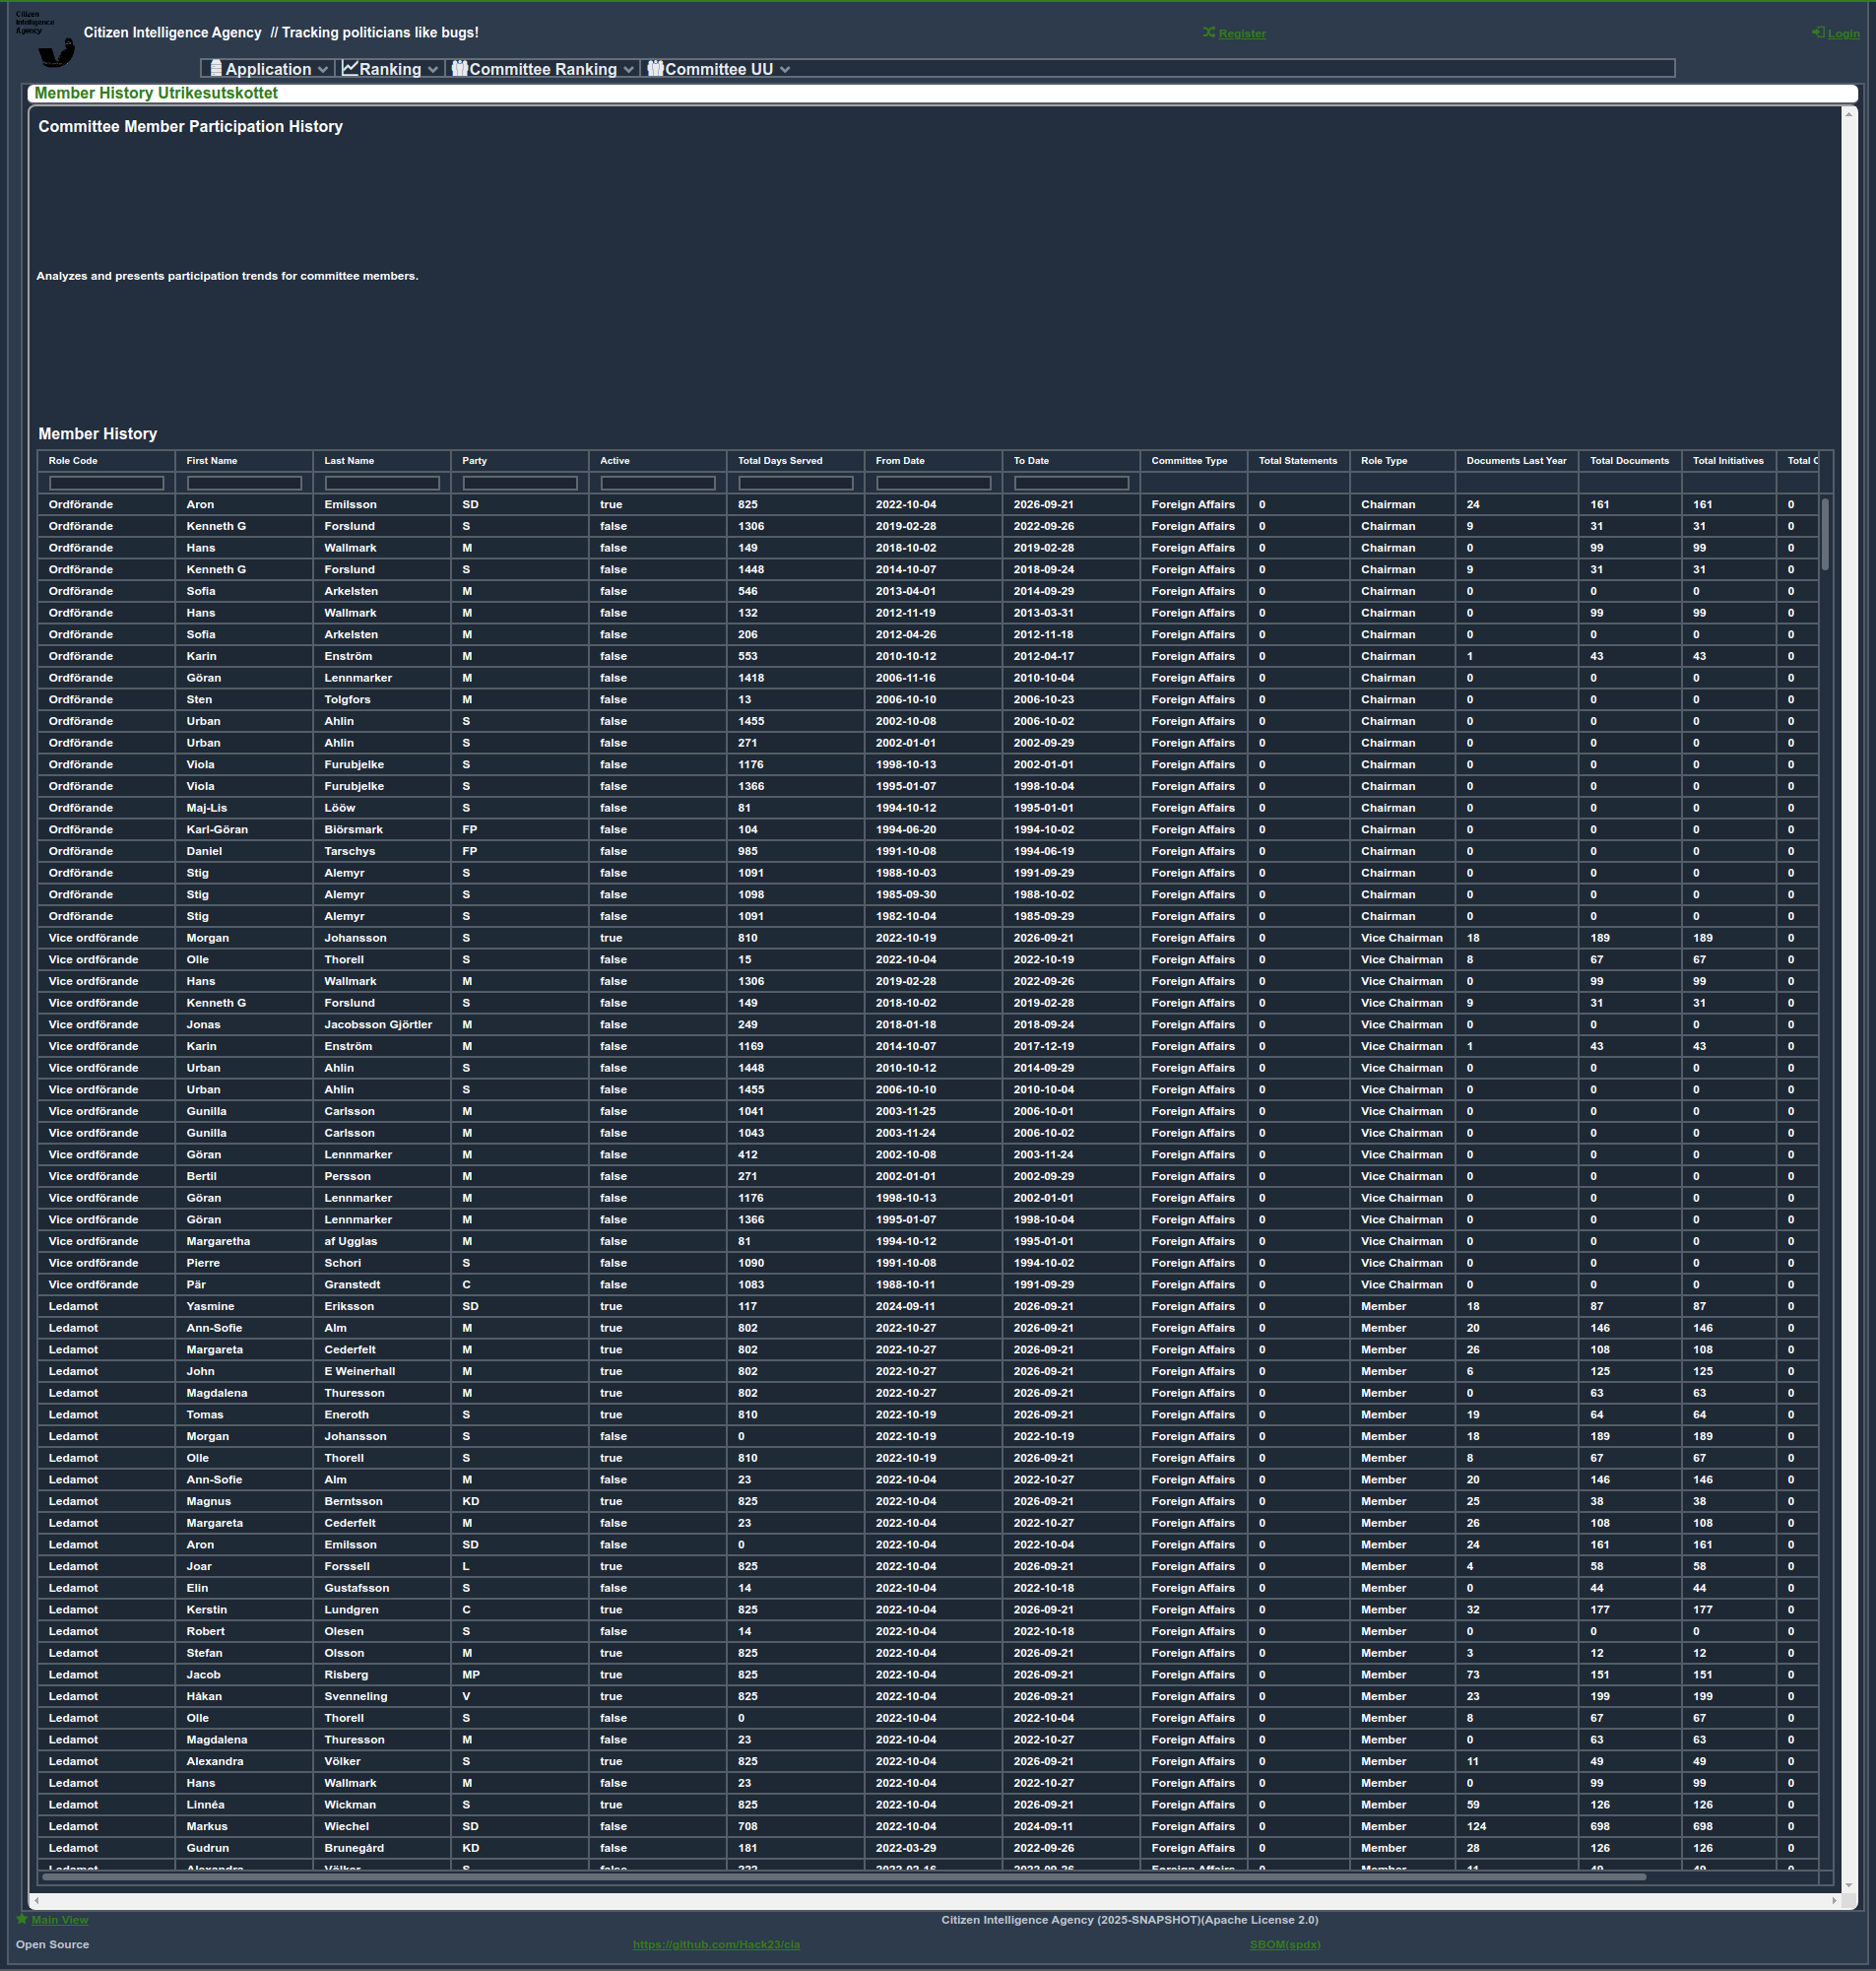 Citizen
Intelligence
Agency
Citizen Intelligence Agency // Tracking politicians like bugs!
Register
Login
Application Ranking Committee Ranking Committee UU
Member History Utrikesutskottet
Committee Member Participation History
Analyzes and presents participation trends for committee members.
Member History
Role Code First Name Last Name Party Active Total Days Served From Date To Date Committee Type Total Statements Role Type Documents Last Year Total Documents Total Initiatives Total C
Ordförande Aron Emilsson SD true 825 2022-10-04 2026-09-21 Foreign Affairs 0 Chairman 24 161 161 0
Ordförande Kenneth G Forslund S false 1306 2019-02-28 2022-09-26 Foreign Affairs 0 Chairman 9 31 31 0
Ordförande Hans Wallmark M false 149 2018-10-02 2019-02-28 Foreign Affairs 0 Chairman 0 99 99 0
Ordförande Kenneth G Forslund S false 1448 2014-10-07 2018-09-24 Foreign Affairs 0 Chairman 9 31 31 0
Ordförande Sofia Arkelsten M false 546 2013-04-01 2014-09-29 Foreign Affairs 0 Chairman 0 0 0 0
Ordförande Hans Wallmark M false 132 2012-11-19 2013-03-31 Foreign Affairs 0 Chairman 0 99 99 0
Ordförande Sofia Arkelsten M false 206 2012-04-26 2012-11-18 Foreign Affairs 0 Chairman 0 0 0 0
Ordförande Karin Enström M false 553 2010-10-12 2012-04-17 Foreign Affairs 0 Chairman 1 43 43 0
Ordförande Göran Lennmarker M false 1418 2006-11-16 2010-10-04 Foreign Affairs 0 Chairman 0 0 0 0
Ordförande Sten Tolgfors M false 13 2006-10-10 2006-10-23 Foreign Affairs 0 Chairman 0 0 0 0
Ordförande Urban Ahlin S false 1455 2002-10-08 2006-10-02 Foreign Affairs 0 Chairman 0 0 0 0
Ordförande Urban Ahlin S false 271 2002-01-01 2002-09-29 Foreign Affairs 0 Chairman 0 0 0 0
Ordförande Viola Furubjelke S false 1176 1998-10-13 2002-01-01 Foreign Affairs 0 Chairman 0 0 0 0
Ordförande Viola Furubjelke S false 1366 1995-01-07 1998-10-04 Foreign Affairs 0 Chairman 0 0 0 0
Ordförande Maj-Lis Lööw S false 81 1994-10-12 1995-01-01 Foreign Affairs 0 Chairman 0 0 0 0
Ordförande Karl-Göran Biörsmark FP false 104 1994-06-20 1994-10-02 Foreign Affairs 0 Chairman 0 0 0 0
Ordförande Daniel Tarschys FP false 985 1991-10-08 1994-06-19 Foreign Affairs 0 Chairman 0 0 0 0
Ordförande Stig Alemyr S false 1091 1988-10-03 1991-09-29 Foreign Affairs 0 Chairman 0 0 0 0
Ordförande Stig Alemyr S false 1098 1985-09-30 1988-10-02 Foreign Affairs 0 Chairman 0 0 0 0
Ordförande Stig Alemyr S false 1091 1982-10-04 1985-09-29 Foreign Affairs 0 Chairman 0 0 0 0
Vice ordförande Morgan Johansson S true 810 2022-10-19 2026-09-21 Foreign Affairs 0 Vice Chairman 18 189 189 0
Vice ordförande Olle Thorell S false 15 2022-10-04 2022-10-19 Foreign Affairs 0 Vice Chairman 8 67 67 0
Vice ordförande Hans Wallmark M false 1306 2019-02-28 2022-09-26 Foreign Affairs 0 Vice Chairman 0 99 99 0
Vice ordförande Kenneth G Forslund S false 149 2018-10-02 2019-02-28 Foreign Affairs 0 Vice Chairman 9 31 31 0
Vice ordförande Jonas Jacobsson Gjörtler M false 249 2018-01-18 2018-09-24 Foreign Affairs 0 Vice Chairman 0 0 0 0
Vice ordförande Karin Enström M false 1169 2014-10-07 2017-12-19 Foreign Affairs 0 Vice Chairman 1 43 43 0
Vice ordförande Urban Ahlin S false 1448 2010-10-12 2014-09-29 Foreign Affairs 0 Vice Chairman 0 0 0 0
Vice ordförande Urban Ahlin S false 1455 2006-10-10 2010-10-04 Foreign Affairs 0 Vice Chairman 0 0 0 0
Vice ordförande Gunilla Carlsson M false 1041 2003-11-25 2006-10-01 Foreign Affairs 0 Vice Chairman 0 0 0 0
Vice ordförande Gunilla Carlsson M false 1043 2003-11-24 2006-10-02 Foreign Affairs 0 Vice Chairman 0 0 0 0
Vice ordförande Göran Lennmarker M false 412 2002-10-08 2003-11-24 Foreign Affairs 0 Vice Chairman 0 0 0 0
Vice ordförande Bertil Persson M false 271 2002-01-01 2002-09-29 Foreign Affairs 0 Vice Chairman 0 0 0 0
Vice ordförande Göran Lennmarker M false 1176 1998-10-13 2002-01-01 Foreign Affairs 0 Vice Chairman 0 0 0 0
Vice ordförande Göran Lennmarker M false 1366 1995-01-07 1998-10-04 Foreign Affairs 0 Vice Chairman 0 0 0 0
Vice ordförande Margaretha af Ugglas M false 81 1994-10-12 1995-01-01 Foreign Affairs 0 Vice Chairman 0 0 0 0
Vice ordförande Pierre Schori S false 1090 1991-10-08 1994-10-02 Foreign Affairs 0 Vice Chairman 0 0 0 0
Vice ordförande Pär Granstedt C false 1083 1988-10-11 1991-09-29 Foreign Affairs 0 Vice Chairman 0 0 0 0
Ledamot Yasmine Eriksson SD true 117 2024-09-11 2026-09-21 Foreign Affairs 0 Member 18 87 87 0
Ledamot Ann-Sofie Alm M true 802 2022-10-27 2026-09-21 Foreign Affairs 0 Member 20 146 146 0
Ledamot Margareta Cederfelt M true 802 2022-10-27 2026-09-21 Foreign Affairs 0 Member 26 108 108 0
Ledamot John E Weinerhall M true 802 2022-10-27 2026-09-21 Foreign Affairs 0 Member 6 125 125 0
Ledamot Magdalena Thuresson M true 802 2022-10-27 2026-09-21 Foreign Affairs 0 Member 0 63 63 0
Ledamot Tomas Eneroth S true 810 2022-10-19 2026-09-21 Foreign Affairs 0 Member 19 64 64 0
Ledamot Morgan Johansson S false 0 2022-10-19 2022-10-19 Foreign Affairs 0 Member 18 189 189 0
Ledamot Olle Thorell S true 810 2022-10-19 2026-09-21 Foreign Affairs 0 Member 8 67 67 0
Ledamot Ann-Sofie Alm M false 23 2022-10-04 2022-10-27 Foreign Affairs 0 Member 20 146 146 0
Ledamot Magnus Berntsson KD true 825 2022-10-04 2026-09-21 Foreign Affairs 0 Member 25 38 38 0
Ledamot Margareta Cederfelt M false 23 2022-10-04 2022-10-27 Foreign Affairs 0 Member 26 108 108 0
Ledamot Aron Emilsson SD false 0 2022-10-04 2022-10-04 Foreign Affairs 0 Member 24 161 161 0
Ledamot Joar Forssell L true 825 2022-10-04 2026-09-21 Foreign Affairs 0 Member 4 58 58 0
Ledamot Elin Gustafsson S false 14 2022-10-04 2022-10-18 Foreign Affairs 0 Member 0 44 44 0
Ledamot Kerstin Lundgren C true 825 2022-10-04 2026-09-21 Foreign Affairs 0 Member 32 177 177 0
Ledamot Robert Olesen S false 14 2022-10-04 2022-10-18 Foreign Affairs 0 Member 0 0 0 0
Ledamot Stefan Olsson M true 825 2022-10-04 2026-09-21 Foreign Affairs 0 Member 3 12 12 0
Ledamot Jacob Risberg MP true 825 2022-10-04 2026-09-21 Foreign Affairs 0 Member 73 151 151 0
Ledamot Håkan Svenneling V true 825 2022-10-04 2026-09-21 Foreign Affairs 0 Member 23 199 199 0
Ledamot Olle Thorell S false 0 2022-10-04 2022-10-04 Foreign Affairs 0 Member 8 67 67 0
Ledamot Magdalena Thuresson M false 23 2022-10-04 2022-10-27 Foreign Affairs 0 Member 0 63 63 0
Ledamot Alexandra Völker S true 825 2022-10-04 2026-09-21 Foreign Affairs 0 Member 11 49 49 0
Ledamot Hans Wallmark M false 23 2022-10-04 2022-10-27 Foreign Affairs 0 Member 0 99 99 0
Ledamot Linnéa Wickman S true 825 2022-10-04 2026-09-21 Foreign Affairs 0 Member 59 126 126 0
Ledamot Markus Wiechel SD false 708 2022-10-04 2024-09-11 Foreign Affairs 0 Member 124 698 698 0
Ledamot Gudrun Brunegård KD false 181 2022-03-29 2022-09-26 Foreign Affairs 0 Member 28 126 126 0
Ledamot Alexandra Völker S false 222 2022-02-16 2022-09-26 Foreign Affairs 0 Member 11 49 49 0
Main View
Citizen Intelligence Agency (2025-SNAPSHOT)(Apache License 2.0)
Open Source
https://github.com/Hack23/cia
SBOM(spdx)